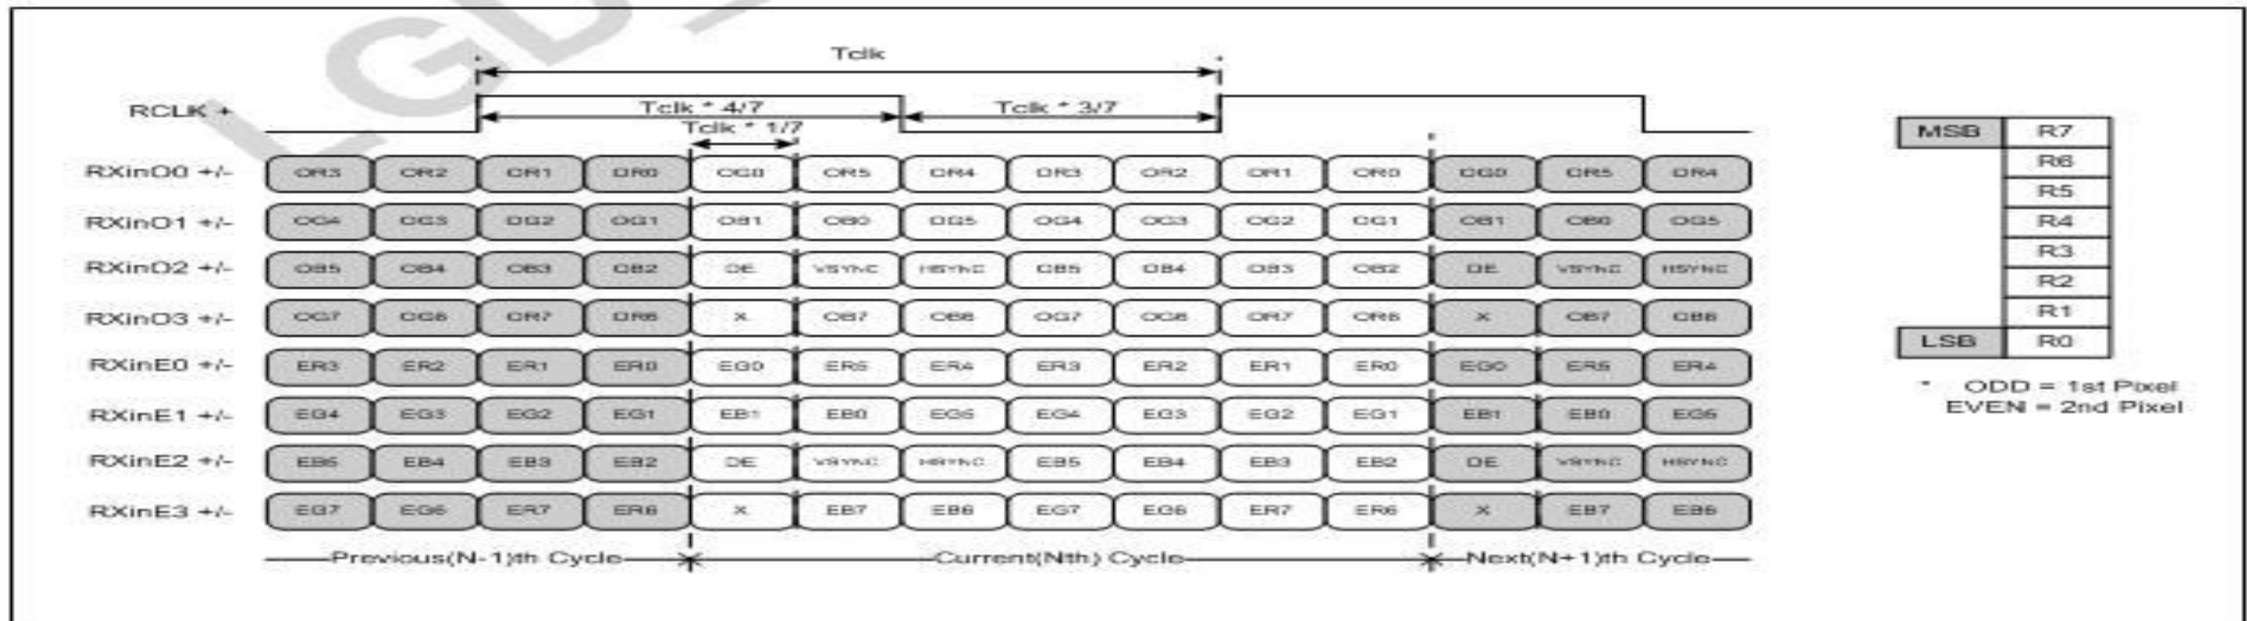 LGD
Tclk
RCLK +
Tclk * 4/7
Tclk * 3/7
Tclk * 1/7
RXinO0 +/- OR3 OR2 OR1 OR0 OG0 OR5 OR4 OR3 OR2 OR1 OR0 OG0 OR5 OR4
RXinO1 +/- OG4 OG3 OG2 OG1 OB1 OB0 OG5 OG4 OG3 OG2 OG1 OB1 OB0 OG5
RXinO2 +/- OB5 OB4 OB3 OB2 DE VSYNC HSYNC OB5 OB4 OB3 OB2 DE VSYNC HSYNC
RXinO3 +/- OG7 OG6 OR7 OR6 X OB7 OB6 OG7 OG6 OR7 OR6 X OB7 OB6
RXinE0 +/- ER3 ER2 ER1 ER0 EG0 ER5 ER4 ER3 ER2 ER1 ER0 EG0 ER5 ER4
RXinE1 +/- EG4 EG3 EG2 EG1 EB1 EB0 EG5 EG4 EG3 EG2 EG1 EB1 EB0 EG5
RXinE2 +/- EB5 EB4 EB3 EB2 DE VSYNC HSYNC EB5 EB4 EB3 EB2 DE VSYNC HSYNC
RXinE3 +/- EG7 EG6 ER7 ER6 X EB7 EB6 EG7 EG6 ER7 ER6 X EB7 EB6
Previous(N-1)th Cycle Current(Nth) Cycle Next(N+1)th Cycle
MSB R7
R6
R5
R4
R3
R2
R1
LSB R0
* ODD = 1st Pixel
EVEN = 2nd Pixel